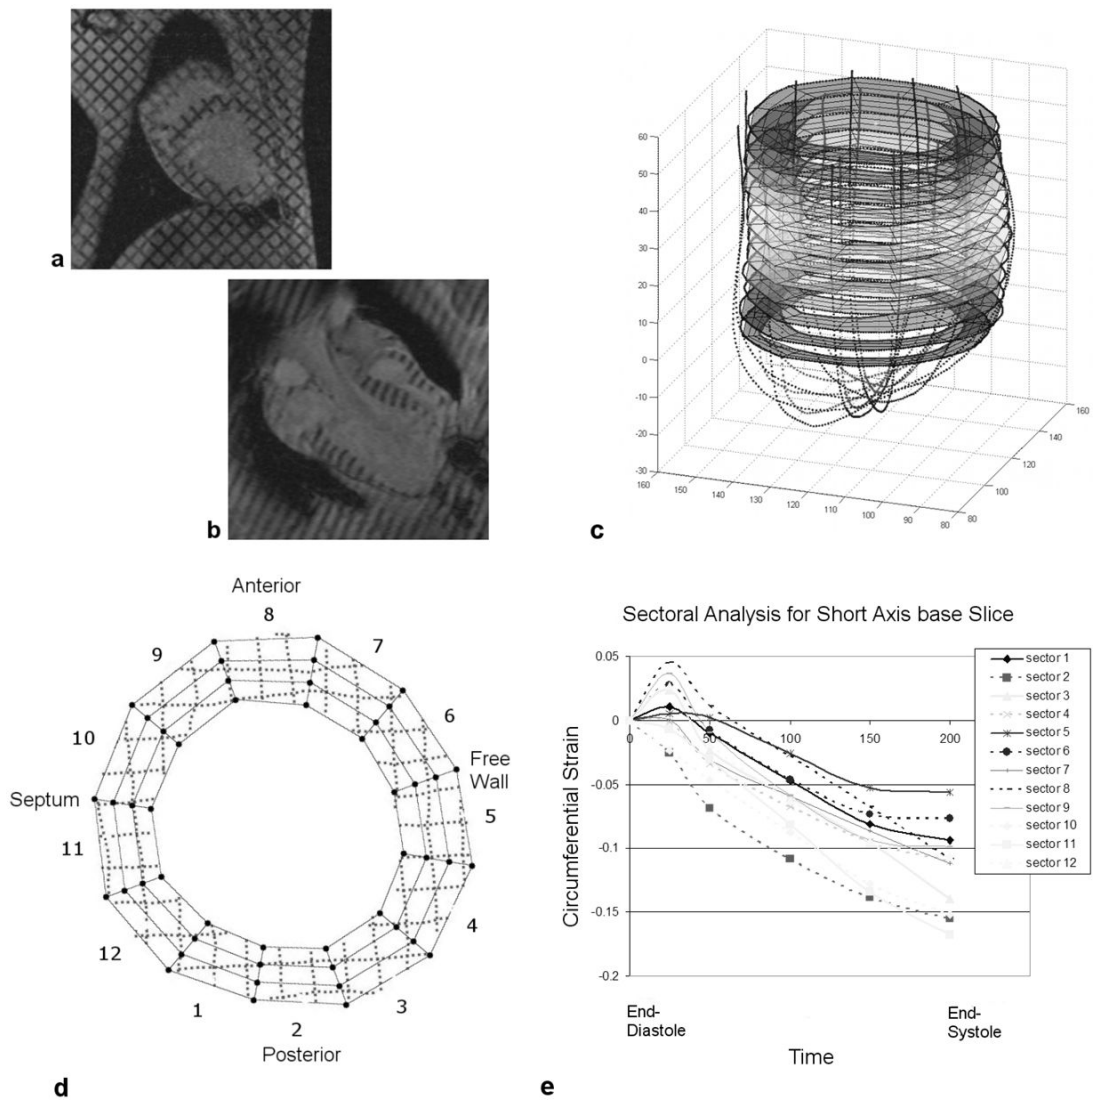 a
b
c
60
50
40
30
20
10
0
-10
-20
-30
160
150
140
130
120
110
100
90
80
80
100
120
140
160
Anterior
8
9
7
10
6
Free
Wall
Septum
5
11
4
12
3
1
2
Posterior
d
Sectoral Analysis for Short Axis base Slice
Circumferential Strain
0.05
0
-0.05
-0.1
-0.15
-0.2
0
50
100
150
200
sector 1
sector 2
sector 3
sector 4
sector 5
sector 6
sector 7
sector 8
sector 9
sector 10
sector 11
sector 12
End-
Diastole
End-
Systole
Time
e